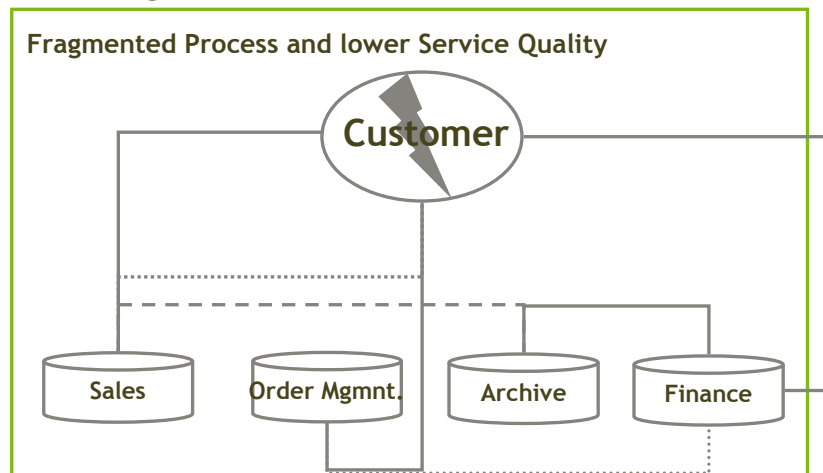 Fragmented Process and lower Service Quality
Customer
Sales
Order Mgmnt.
Archive
Finance